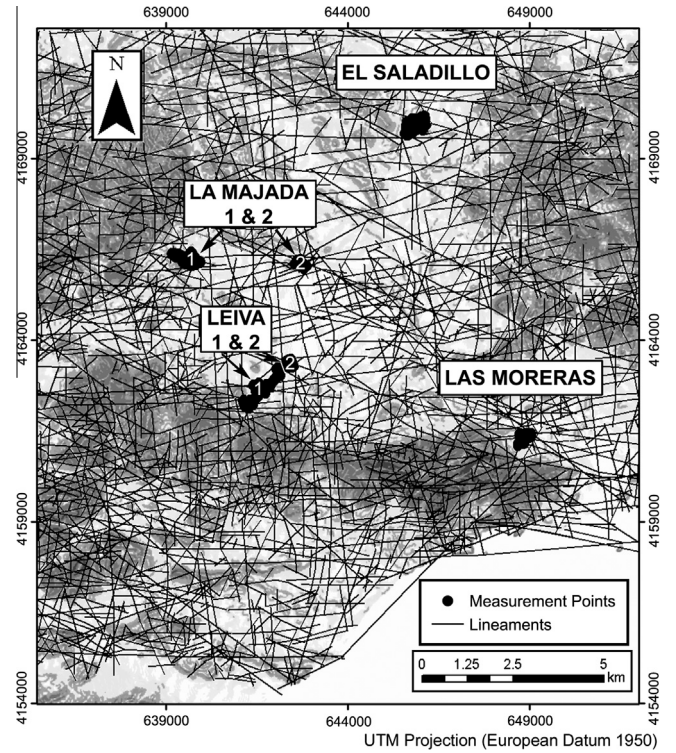 639000 644000 649000
N
EL SALADILLO
4169000 4169000
LA MAJADA
1 & 2
1 2
4164000 4164000
LEIVA
1 & 2
2
1
LAS MORERAS
4159000 4159000
Measurement Points
Lineaments
0 1.25 2.5 5
km
4154000 4154000
639000 644000 649000
UTM Projection (European Datum 1950)